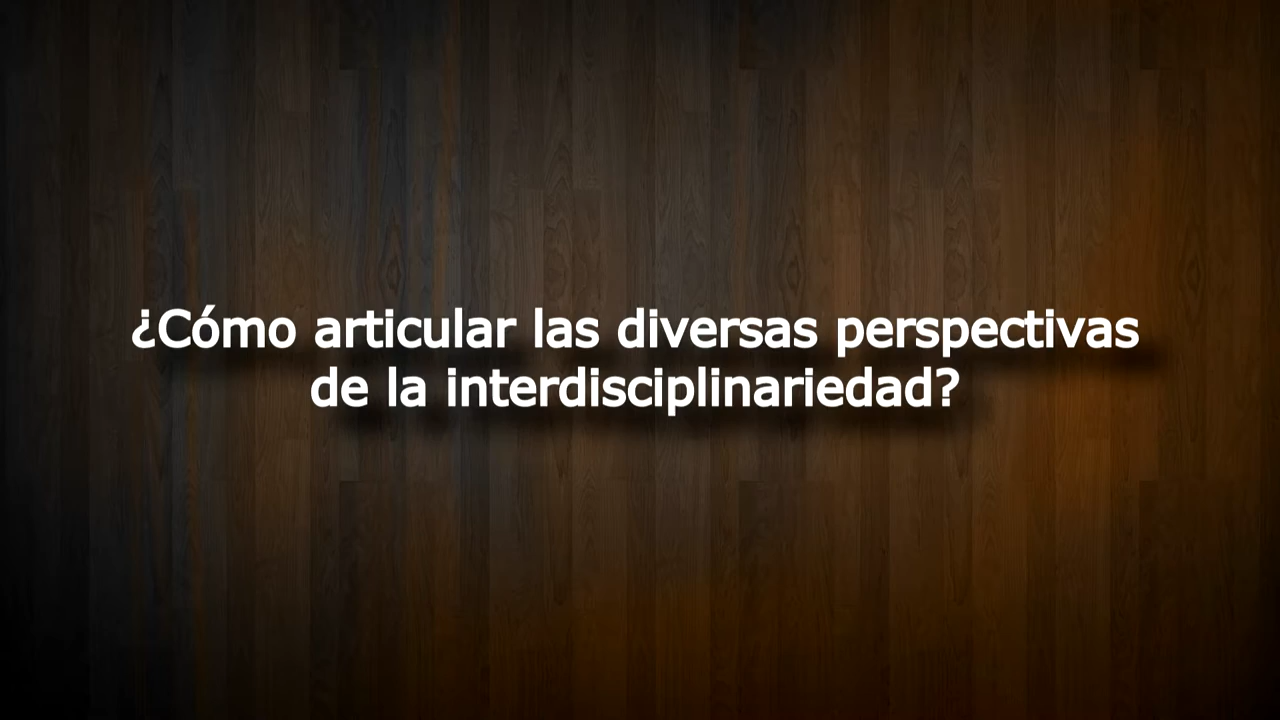 ¿Cómo articular las diversas perspectivas
de la interdisciplinariedad?